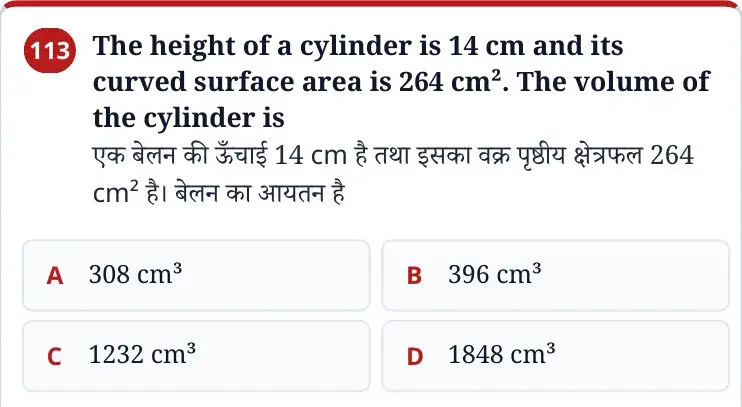 113 The height of a cylinder is 14 cm and its
curved surface area is 264 cm². The volume of
the cylinder is
एक बेलन की ऊँचाई 14 cm है तथा इसका वक्र पृष्ठीय क्षेत्रफल 264
cm² है। बेलन का आयतन है
A 308 cm³
B 396 cm³
C 1232 cm³
D 1848 cm³